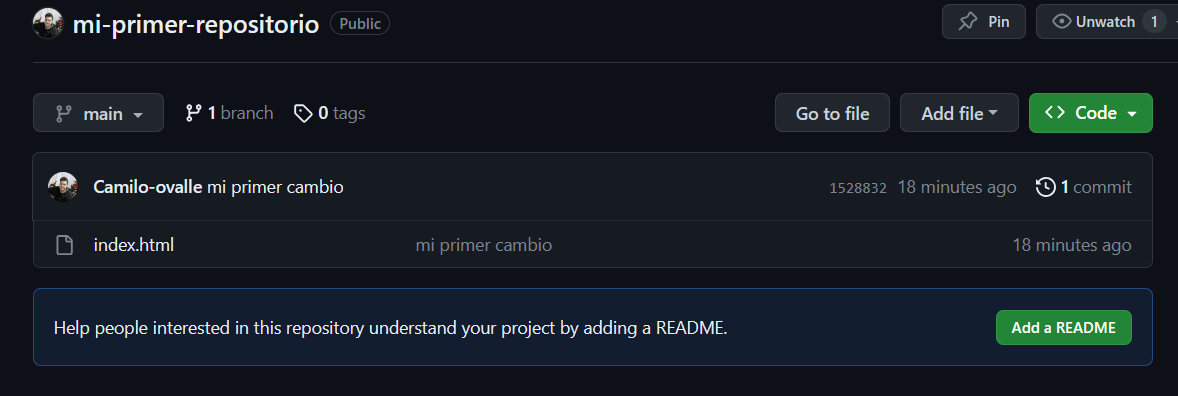 mi-primer-repositorio Public Pin Unwatch 1
main 1 branch 0 tags Go to file Add file Code
Camilo-ovalle mi primer cambio 1528832 18 minutes ago 1 commit
index.html mi primer cambio 18 minutes ago
Help people interested in this repository understand your project by adding a README. Add a README